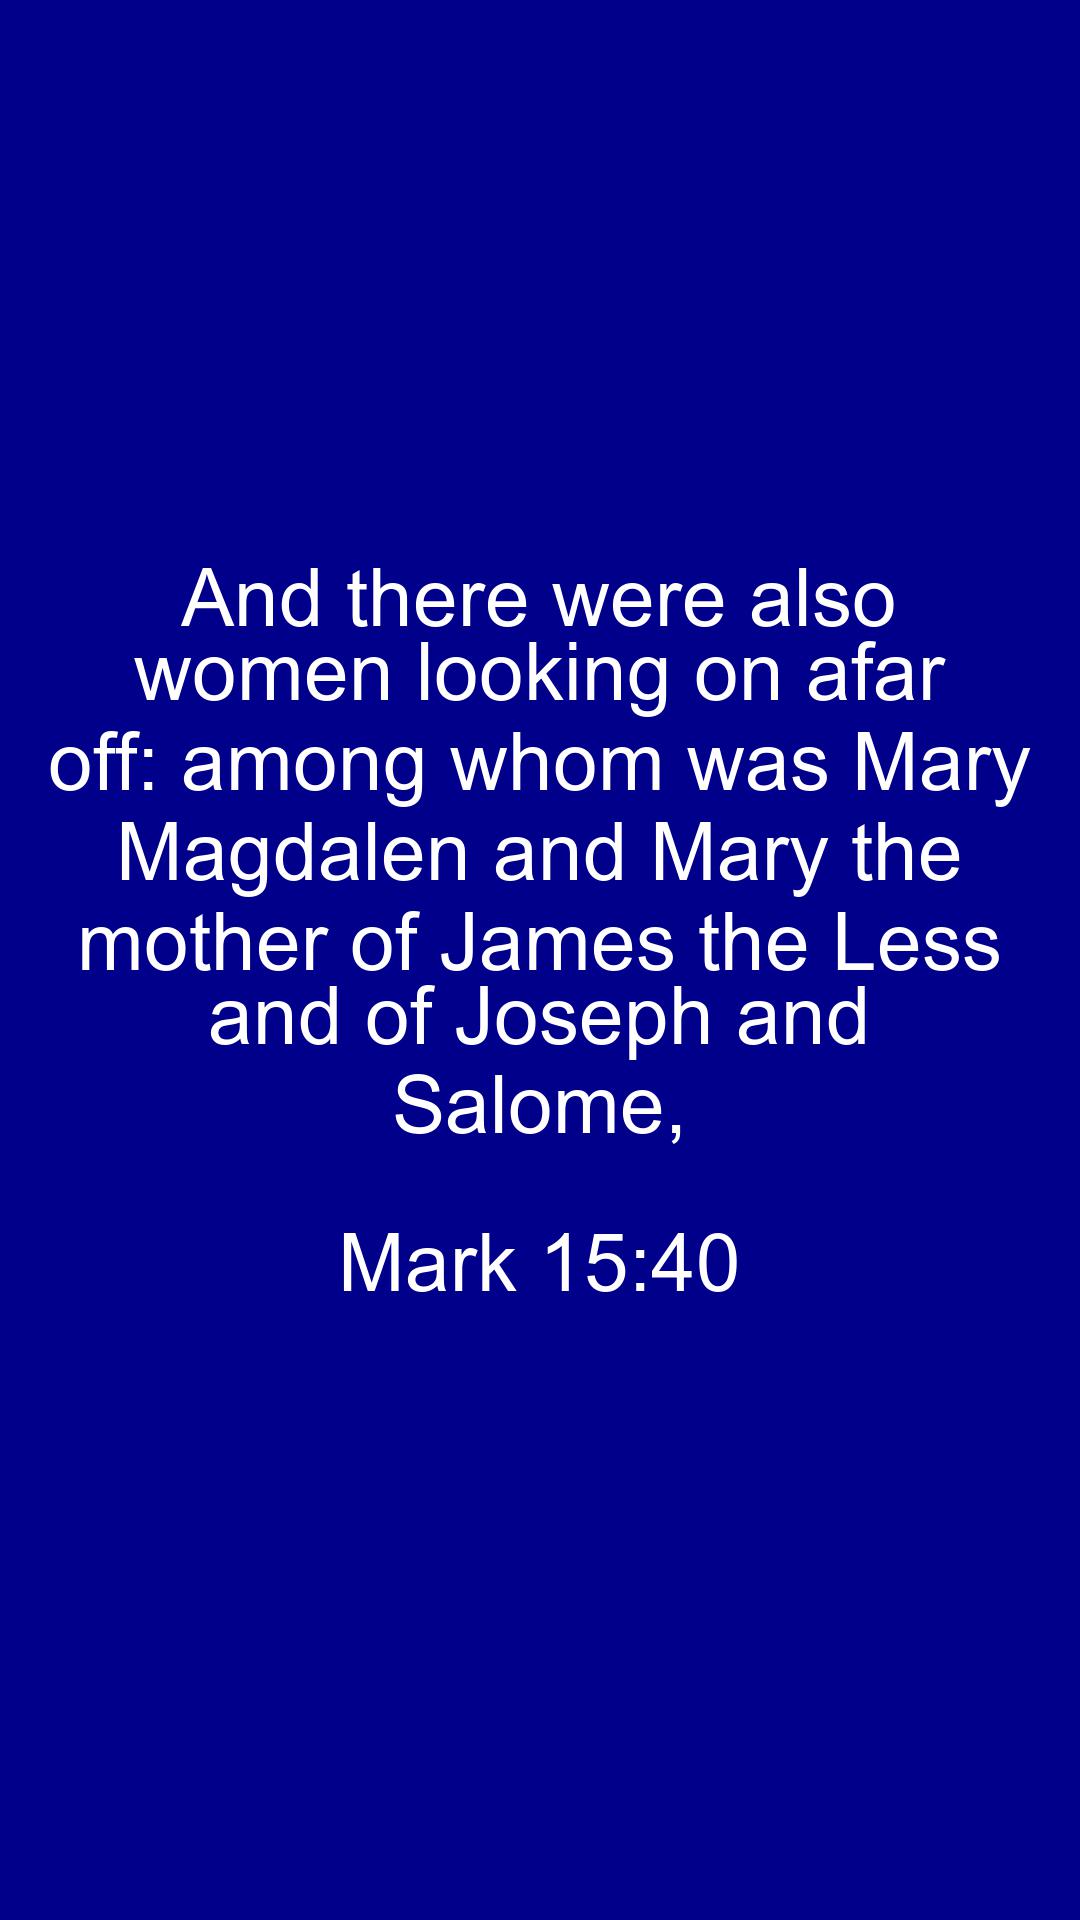 And there were also
women looking on afar
off: among whom was Mary
Magdalen and Mary the
mother of James the Less
and of Joseph and
Salome,
Mark 15:40